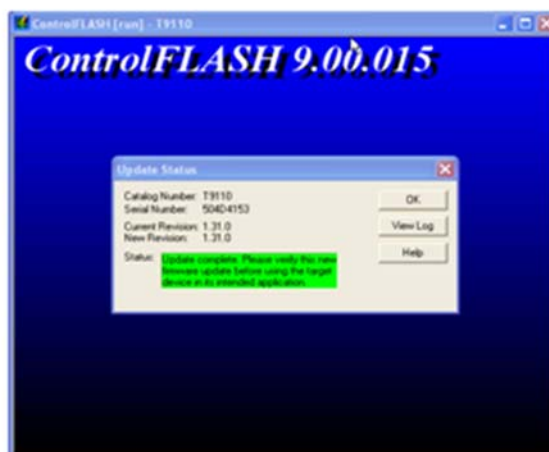 ControlFLASH [run] - T9110
ControlFLASH 9.00.015
Update Status
Catalog Number: T9110
Serial Number: 504D4153
Current Revision: 1.31.0
New Revision: 1.31.0
Status: Update complete. Please verify this new
firmware update before using the target
device in its intended application.
OK
View Log
Help